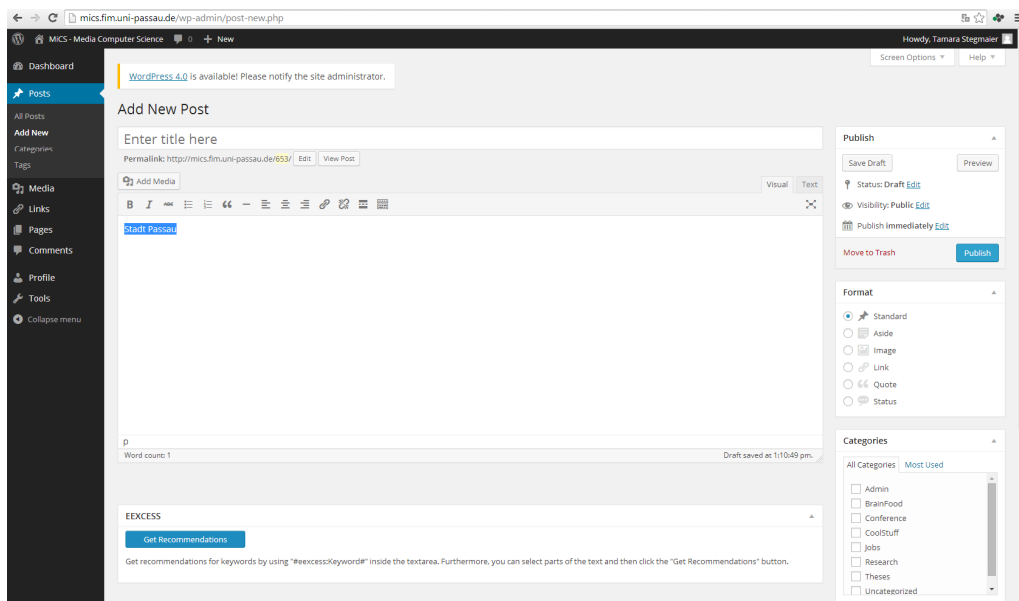 mics.fim.uni-passau.de/wp-admin/post-new.php
MiCS - Media Computer Science 0 + New Howdy, Tamara Stegmaier
Screen Options Help
Dashboard
Posts
All Posts
Add New
Categories
Tags
Media
Links
Pages
Comments
Profile
Tools
Collapse menu
WordPress 4.0 is available! Please notify the site administrator.
Add New Post
Enter title here
Permalink: http://mics.fim.uni-passau.de/653/ Edit View Post
Add Media
Visual Text
B I ABC
Stadt Passau
p
Word count: 1 Draft saved at 1:10:49 pm.
EEXCESS
Get Recommendations
Get recommendations for keywords by using "#eexcess:Keyword#" inside the textarea. Furthermore, you can select parts of the text and then click the "Get Recommendations" button.
Publish
Save Draft Preview
Status: Draft Edit
Visibility: Public Edit
Publish immediately Edit
Move to Trash Publish
Format
Standard
Aside
Image
Link
Quote
Status
Categories
All Categories Most Used
Admin
BrainFood
Conference
CoolStuff
Jobs
Research
Theses
Uncategorized